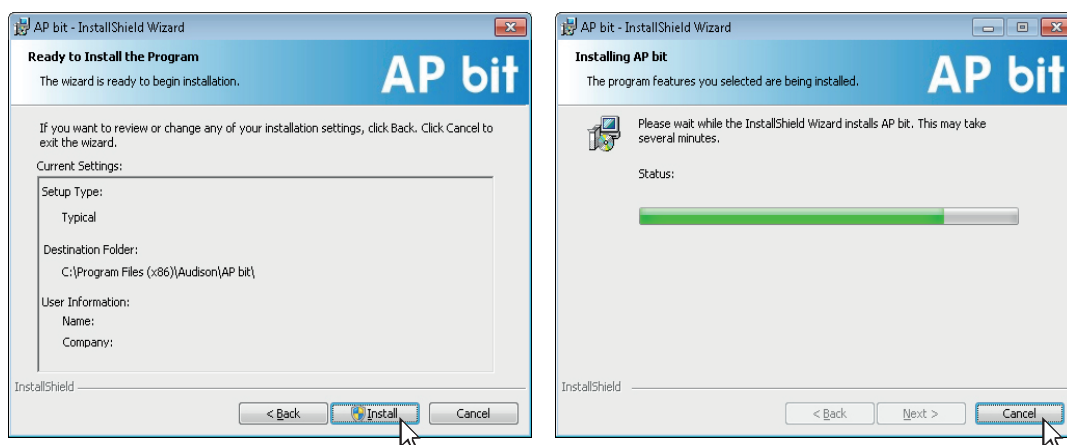 AP bit - InstallShield Wizard
Ready to Install the Program
The wizard is ready to begin installation.
AP bit
If you want to review or change any of your installation settings, click Back. Click Cancel to
exit the wizard.
Current Settings:
Setup Type:
Typical
Destination Folder:
C:\Program Files (x86)\Audison\AP bit\
User Information:
Name:
Company:
InstallShield
< Back
Install
Cancel
AP bit - InstallShield Wizard
Installing AP bit
The program features you selected are being installed.
AP bit
Please wait while the InstallShield Wizard installs AP bit. This may take
several minutes.
Status:
InstallShield
< Back
Next >
Cancel